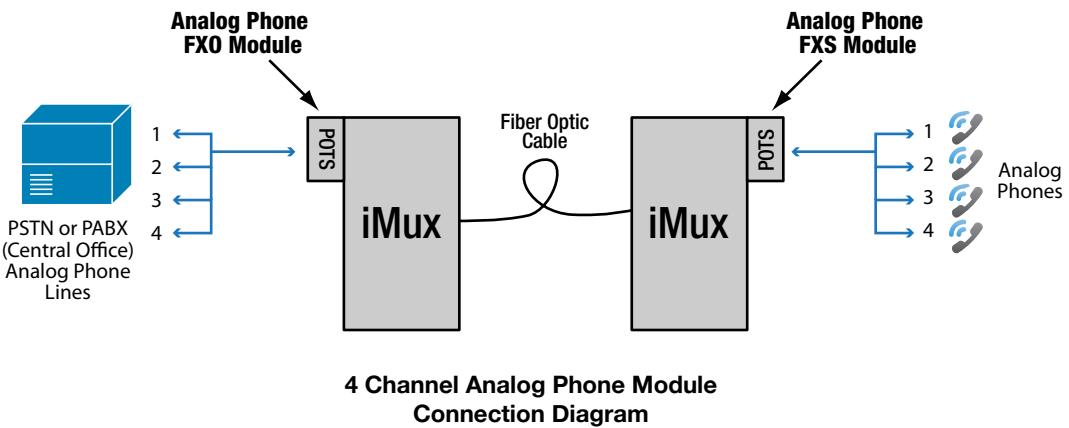 Analog Phone
FXO Module
Analog Phone
FXS Module
1
2
3
4
PSTN or PABX
(Central Office)
Analog Phone
Lines
POTS
iMux
Fiber Optic
Cable
iMux
POTS
1
2
3
4
Analog
Phones
4 Channel Analog Phone Module
Connection Diagram